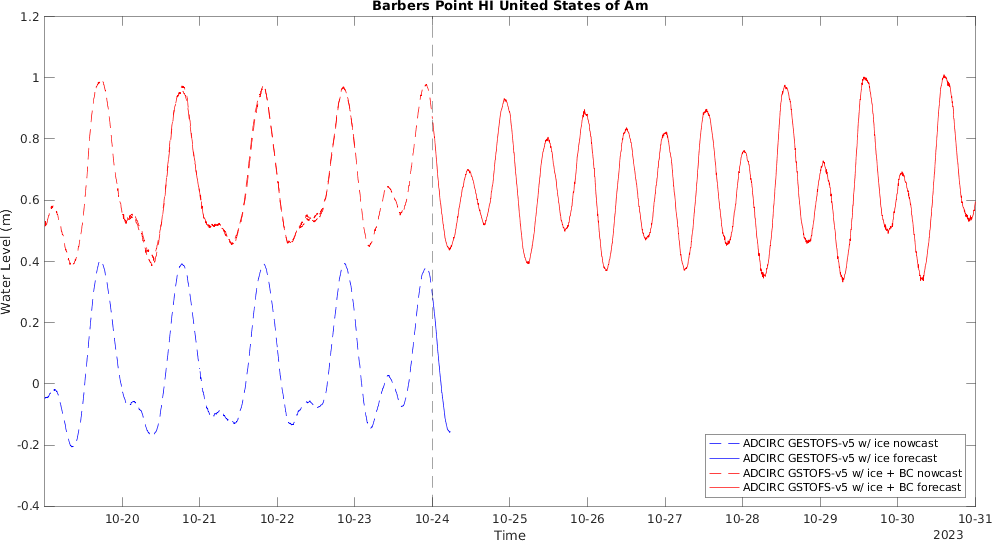 Barbers Point HI United States of Am
1.2
1
0.8
0.6
0.4
0.2
0
-0.2
-0.4
Water Level (m)
ADCIRC GESTOFS-v5 w/ ice nowcast
ADCIRC GESTOFS-v5 w/ ice forecast
ADCIRC GSTOFS-v5 w/ ice + BC nowcast
ADCIRC GSTOFS-v5 w/ ice + BC forecast
10-20 10-21 10-22 10-23 10-24 10-25 10-26 10-27 10-28 10-29 10-30 10-31
Time
2023